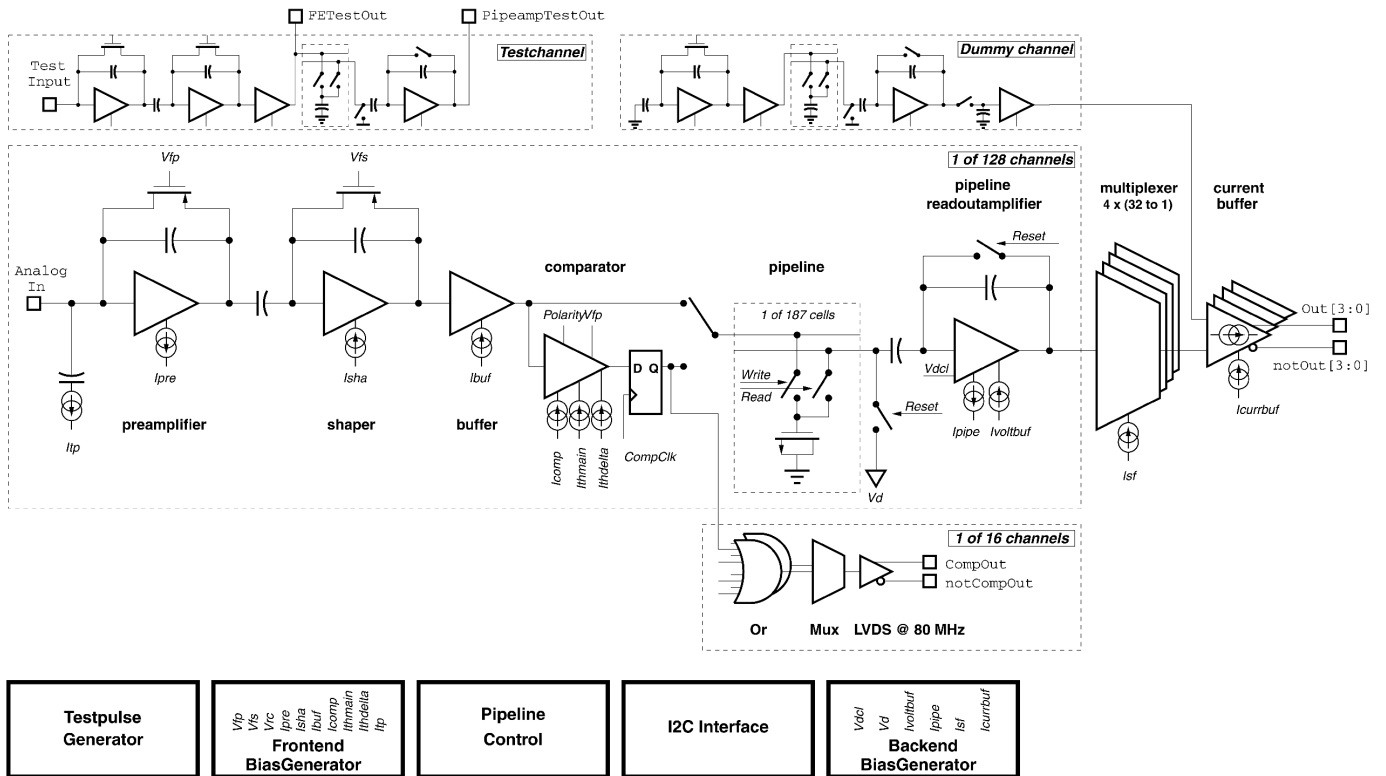 FETestOut
PipeampTestOut
Testchannel
Test
Input
Dummy channel
1 of 128 channels
Vfp
Vfs
pipeline
readoutamplifier
multiplexer
4 x (32 to 1)
current
buffer
Reset
Analog
In
comparator
pipeline
PolarityVfp
1 of 187 cells
Out[3:0]
notOut[3:0]
D Q
Write
Read
Vdcl
Reset
Ipre
Isha
Ibuf
Ipipe
Ivoltbuf
Icurrbuf
Itp
preamplifier
shaper
buffer
Icomp
Ithmain
Ithdelta
CompClk
Vd
Isf
1 of 16 channels
CompOut
notCompOut
Or
Mux
LVDS @ 80 MHz
Testpulse
Generator
Vfp
Vfs
Vrc
Ipre
Isha
Ibuf
Icomp
Ithmain
Ithdelta
Itp
Frontend
BiasGenerator
Pipeline
Control
I2C Interface
Vdcl
Vd
Ivoltbuf
Ipipe
Isf
Icurrbuf
Backend
BiasGenerator